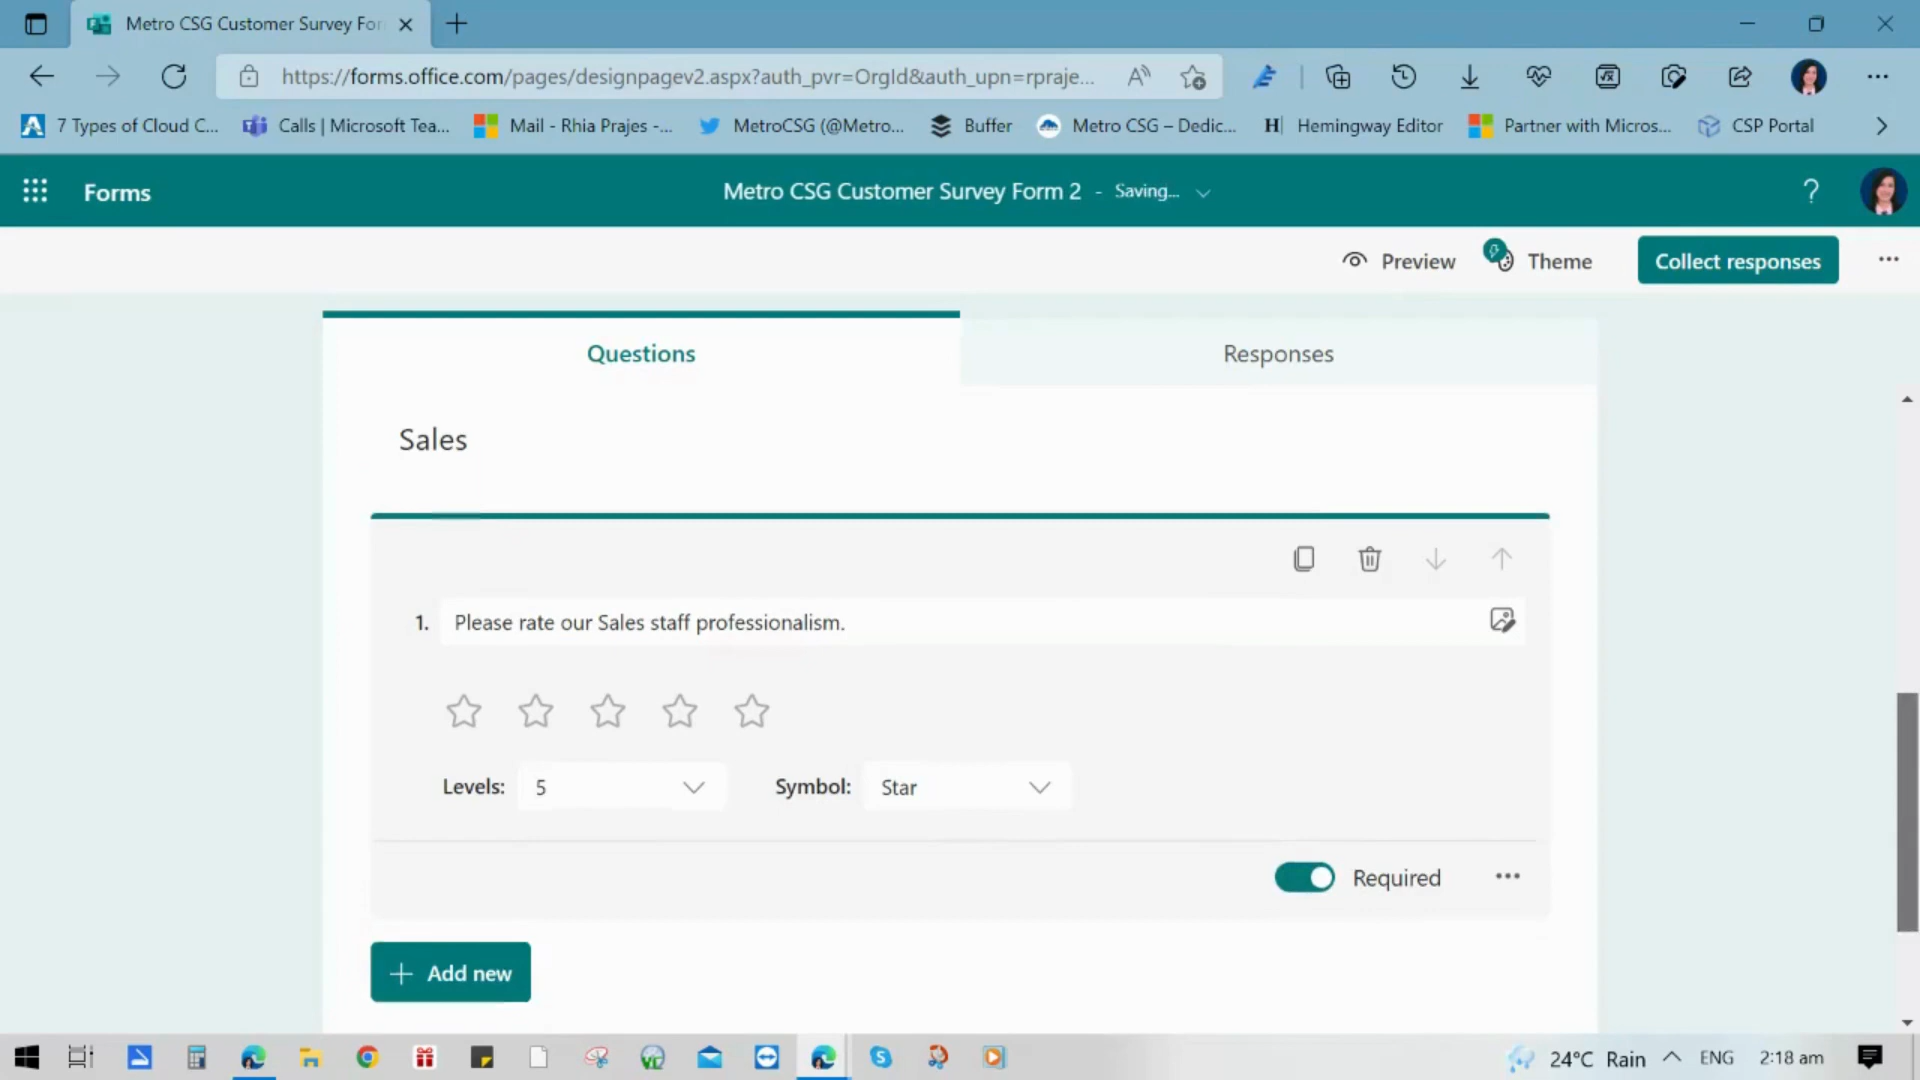 Metro CSG Customer Survey For
https://forms.office.com/pages/designpagev2.aspx?auth_pvr=OrgId&auth_upn=rpraje...
7 Types of Cloud C...
Calls | Microsoft Tea...
Mail - Rhia Prajes -...
MetroCSG (@Metro...
Buffer
Metro CSG – Dedic...
Hemingway Editor
Partner with Micros...
CSP Portal
Forms
Metro CSG Customer Survey Form 2 - Saving...
?
Preview
Theme
Collect responses
Questions
Responses
Sales
1. Please rate our Sales staff professionalism.
Levels: 5
Symbol: Star
Required
Add new
24°C Rain
ENG
2:18 am